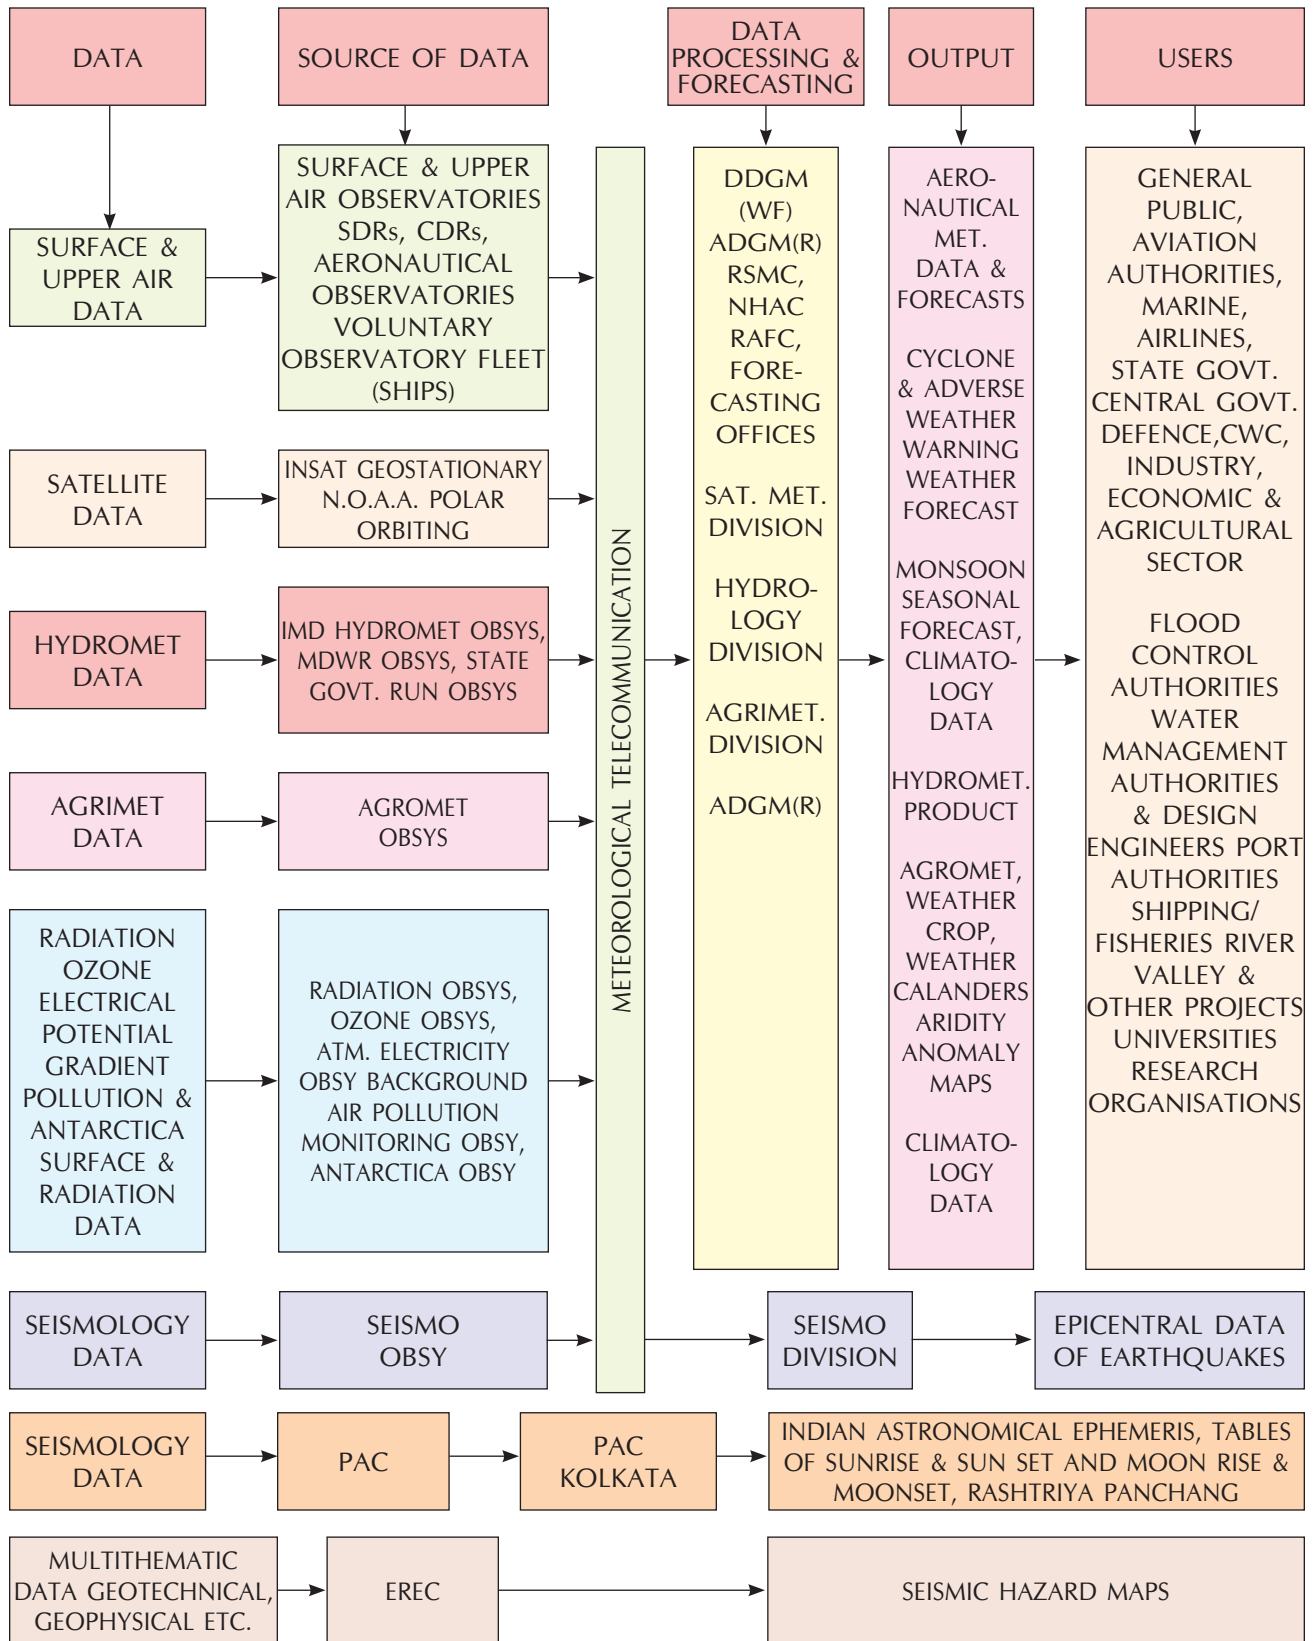 DATA
SOURCE OF DATA
DATA
PROCESSING &
FORECASTING
OUTPUT
USERS
SURFACE &
UPPER AIR
DATA
SURFACE & UPPER
AIR OBSERVATORIES
SDRs, CDRs,
AERONAUTICAL
OBSERVATORIES
VOLUNTARY
OBSERVATORY FLEET
(SHIPS)
SATELLITE
DATA
INSAT GEOSTATIONARY
N.O.A.A. POLAR
ORBITING
HYDROMET
DATA
IMD HYDROMET OBSYS,
MDWR OBSYS, STATE
GOVT. RUN OBSYS
AGRIMET
DATA
AGROMET
OBSYS
RADIATION
OZONE
ELECTRICAL
POTENTIAL
GRADIENT
POLLUTION &
ANTARCTICA
SURFACE &
RADIATION
DATA
RADIATION OBSYS,
OZONE OBSYS,
ATM. ELECTRICITY
OBSY BACKGROUND
AIR POLLUTION
MONITORING OBSY,
ANTARCTICA OBSY
METEOROLOGICAL TELECOMMUNICATION
DDGM
(WF)
ADGM(R)
RSMC,
NHAC
RAFC,
FORE-
CASTING
OFFICES
SAT. MET.
DIVISION
HYDRO-
LOGY
DIVISION
AGRIMET.
DIVISION
ADGM(R)
AERO-
NAUTICAL
MET.
DATA &
FORECASTS
CYCLONE
& ADVERSE
WEATHER
WARNING
WEATHER
FORECAST
MONSOON
SEASONAL
FORECAST,
CLIMATO-
LOGY
DATA
HYDROMET.
PRODUCT
AGROMET,
WEATHER
CROP,
WEATHER
CALANDERS
ARIDITY
ANOMALY
MAPS
CLIMATO-
LOGY
DATA
GENERAL
PUBLIC,
AVIATION
AUTHORITIES,
MARINE,
AIRLINES,
STATE GOVT.
CENTRAL GOVT.
DEFENCE,CWC,
INDUSTRY,
ECONOMIC &
AGRICULTURAL
SECTOR
FLOOD
CONTROL
AUTHORITIES
WATER
MANAGEMENT
AUTHORITIES
& DESIGN
ENGINEERS PORT
AUTHORITIES
SHIPPING/
FISHERIES RIVER
VALLEY &
OTHER PROJECTS
UNIVERSITIES
RESEARCH
ORGANISATIONS
SEISMOLOGY
DATA
SEISMO
OBSY
SEISMO
DIVISION
EPICENTRAL DATA
OF EARTHQUAKES
SEISMOLOGY
DATA
PAC
PAC
KOLKATA
INDIAN ASTRONOMICAL EPHEMERIS, TABLES
OF SUNRISE & SUN SET AND MOON RISE &
MOONSET, RASHTRIYA PANCHANG
MULTITHEMATIC
DATA GEOTECHNICAL,
GEOPHYSICAL ETC.
EREC
SEISMIC HAZARD MAPS